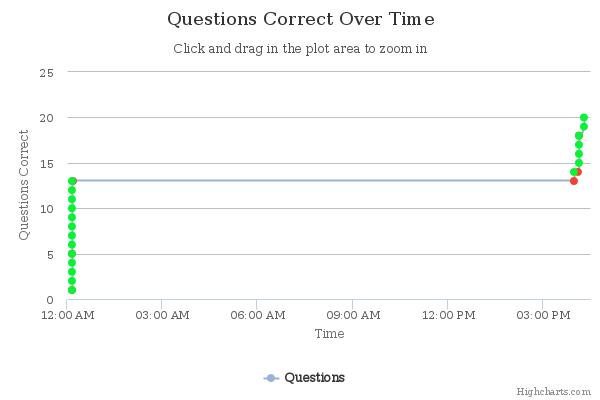 Questions Correct Over Time
Click and drag in the plot area to zoom in
Questions Correct
25
20
15
10
5
0
12:00 AM 03:00 AM 06:00 AM 09:00 AM 12:00 PM 03:00 PM
Time
Questions
Highcharts.com